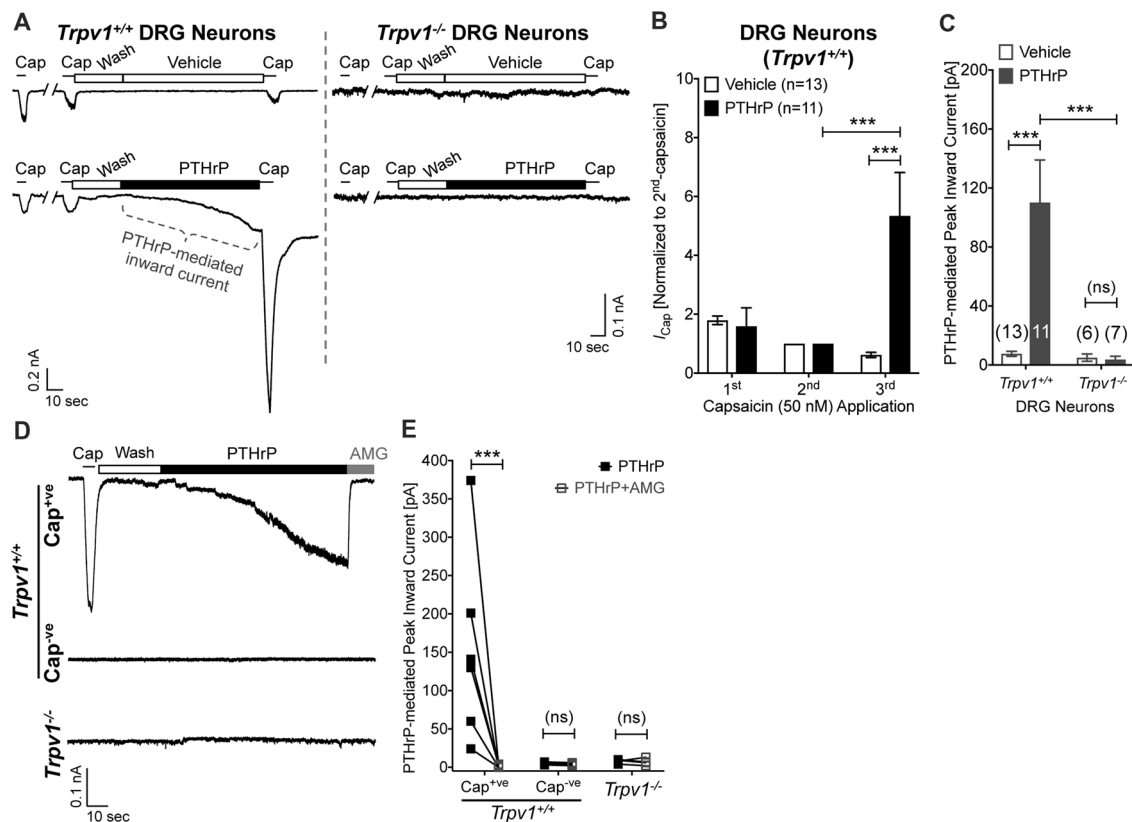 A
Trpv1+/+ DRG Neurons
Trpv1-/- DRG Neurons
Cap Cap Wash Vehicle Cap
Cap Cap Wash Vehicle Cap
Cap Cap Wash PTHrP Cap
Cap Cap Wash PTHrP Cap
PTHrP-mediated
inward current
0.2 nA
10 sec
0.1 nA
10 sec
B
DRG Neurons
(Trpv1+/+)
Vehicle (n=13)
PTHrP (n=11)
***
***
ICap [Normalized to 2nd-capsaicin]
10
8
6
4
2
0
1st 2nd 3rd
Capsaicin (50 nM) Application
C
Vehicle
PTHrP
***
***
(ns)
PTHrP-mediated Peak Inward Current [pA]
200
160
120
80
40
0
(13) 11 (6) (7)
Trpv1+/+ Trpv1-/-
DRG Neurons
D
Cap Wash PTHrP AMG
Trpv1+/+
Cap+ve
Cap-ve
Trpv1-/-
0.1 nA
10 sec
E
***
PTHrP
PTHrP+AMG
PTHrP-mediated Peak Inward Current [pA]
400
350
300
250
200
150
100
50
0
(ns) (ns)
Cap+ve Cap-ve Trpv1-/-
Trpv1+/+